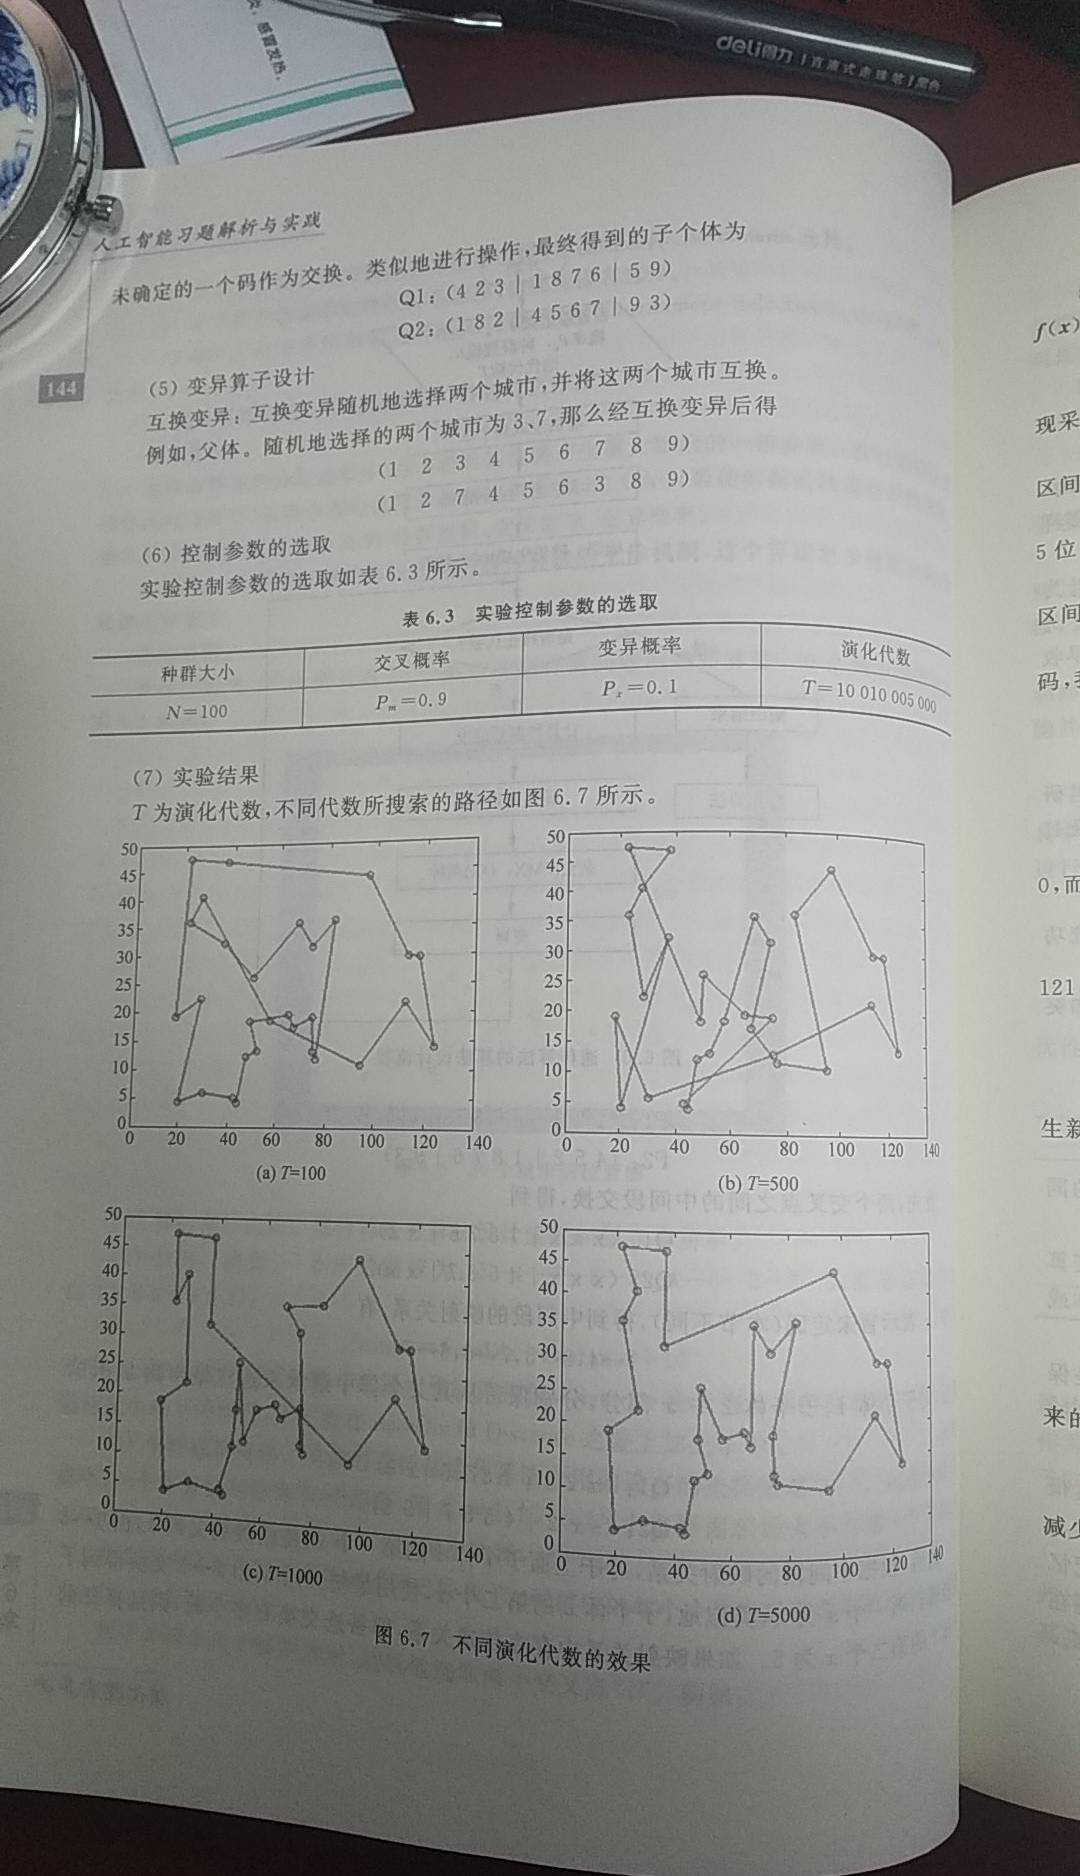 炎、感冒发热。
deli得力 / 直液式走珠笔 / 黑色
人工智能习题解析与实践
未确定的一个码作为交换。类似地进行操作,最终得到的子个体为
Q1:(4 2 3 | 1 8 7 6 | 5 9)
Q2:(1 8 2 | 4 5 6 7 | 9 3)
144
(5) 变异算子设计
互换变异: 互换变异随机地选择两个城市,并将这两个城市互换。
例如,父体。随机地选择的两个城市为 3、7,那么经互换变异后得
(1 2 3 4 5 6 7 8 9)
(1 2 7 4 5 6 3 8 9)
(6) 控制参数的选取
实验控制参数的选取如表 6.3 所示。
表 6.3 实验控制参数的选取
种群大小 交叉概率 变异概率 演化代数
N=100 Pm=0.9 Px=0.1 T=10 010 005 000
(7) 实验结果
T 为演化代数,不同代数所搜索的路径如图 6.7 所示。
50
45
40
35
30
25
20
15
10
5
0
0 20 40 60 80 100 120 140
(a) T=100
50
45
40
35
30
25
20
15
10
5
0
0 20 40 60 80 100 120 140
(b) T=500
50
45
40
35
30
25
20
15
10
5
0
0 20 40 60 80 100 120 140
(c) T=1000
50
45
40
35
30
25
20
15
10
5
0
0 20 40 60 80 100 120 140
(d) T=5000
图 6.7 不同演化代数的效果
f(x)
现采
区间
5 位
区间
码,
0,而
121
生新
来的
减少